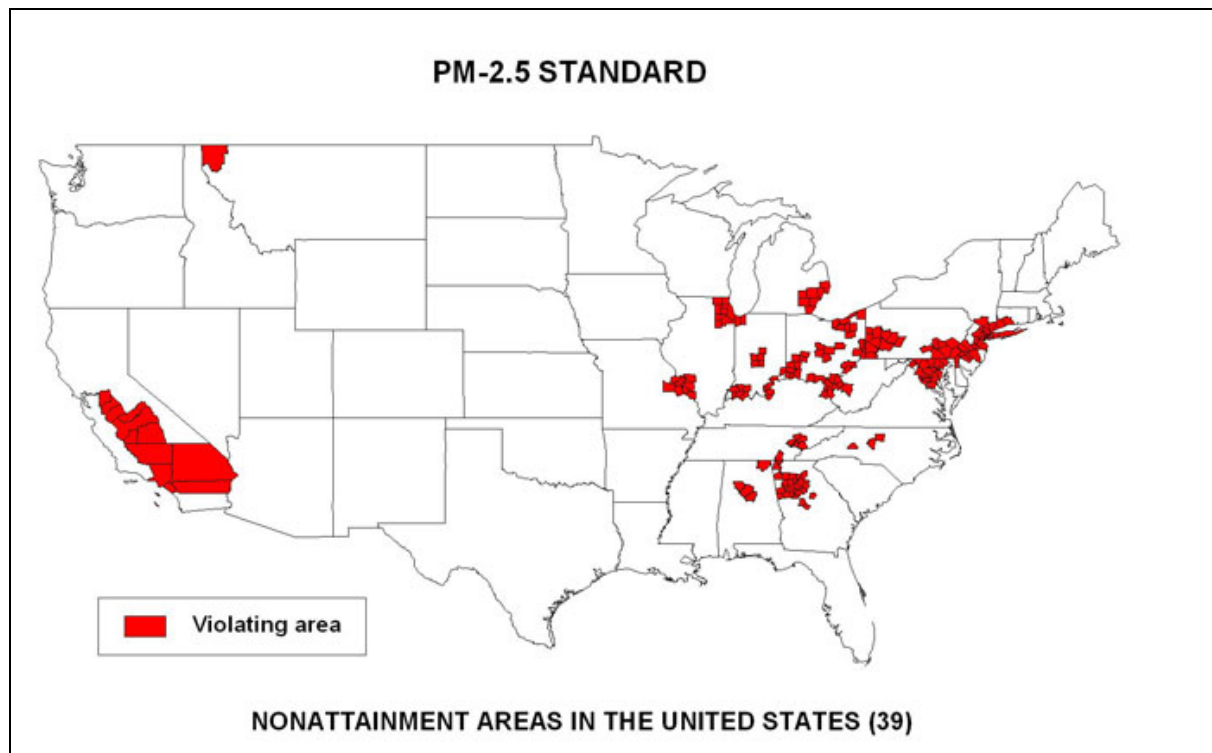 PM-2.5 STANDARD
Violating area
NONATTAINMENT AREAS IN THE UNITED STATES (39)